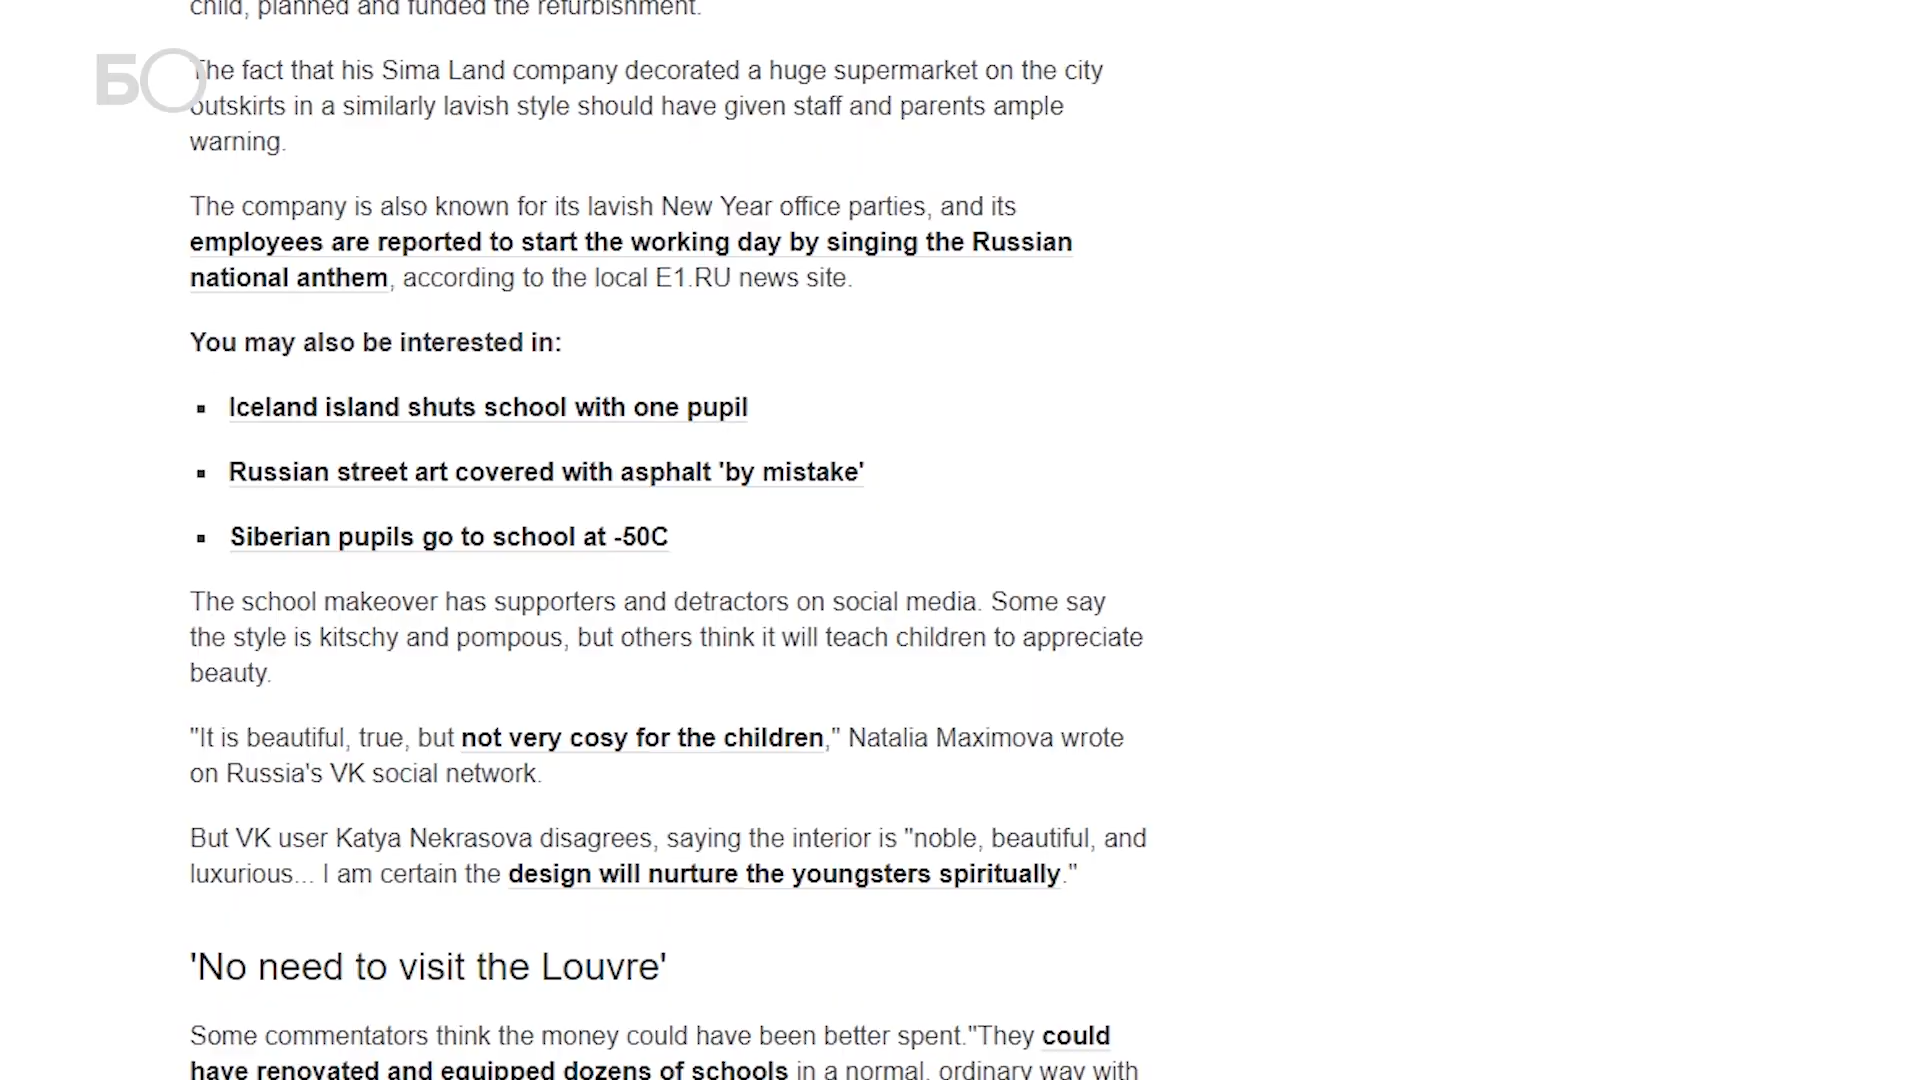 child, planned and funded the refurbishment.
БО
The fact that his Sima Land company decorated a huge supermarket on the city
outskirts in a similarly lavish style should have given staff and parents ample
warning.
The company is also known for its lavish New Year office parties, and its
employees are reported to start the working day by singing the Russian
national anthem, according to the local E1.RU news site.
You may also be interested in:
Iceland island shuts school with one pupil
Russian street art covered with asphalt 'by mistake'
Siberian pupils go to school at -50C
The school makeover has supporters and detractors on social media. Some say
the style is kitschy and pompous, but others think it will teach children to appreciate
beauty.
"It is beautiful, true, but not very cosy for the children," Natalia Maximova wrote
on Russia's VK social network.
But VK user Katya Nekrasova disagrees, saying the interior is "noble, beautiful, and
luxurious... I am certain the design will nurture the youngsters spiritually."
'No need to visit the Louvre'
Some commentators think the money could have been better spent."They could
have renovated and equipped dozens of schools in a normal, ordinary way with